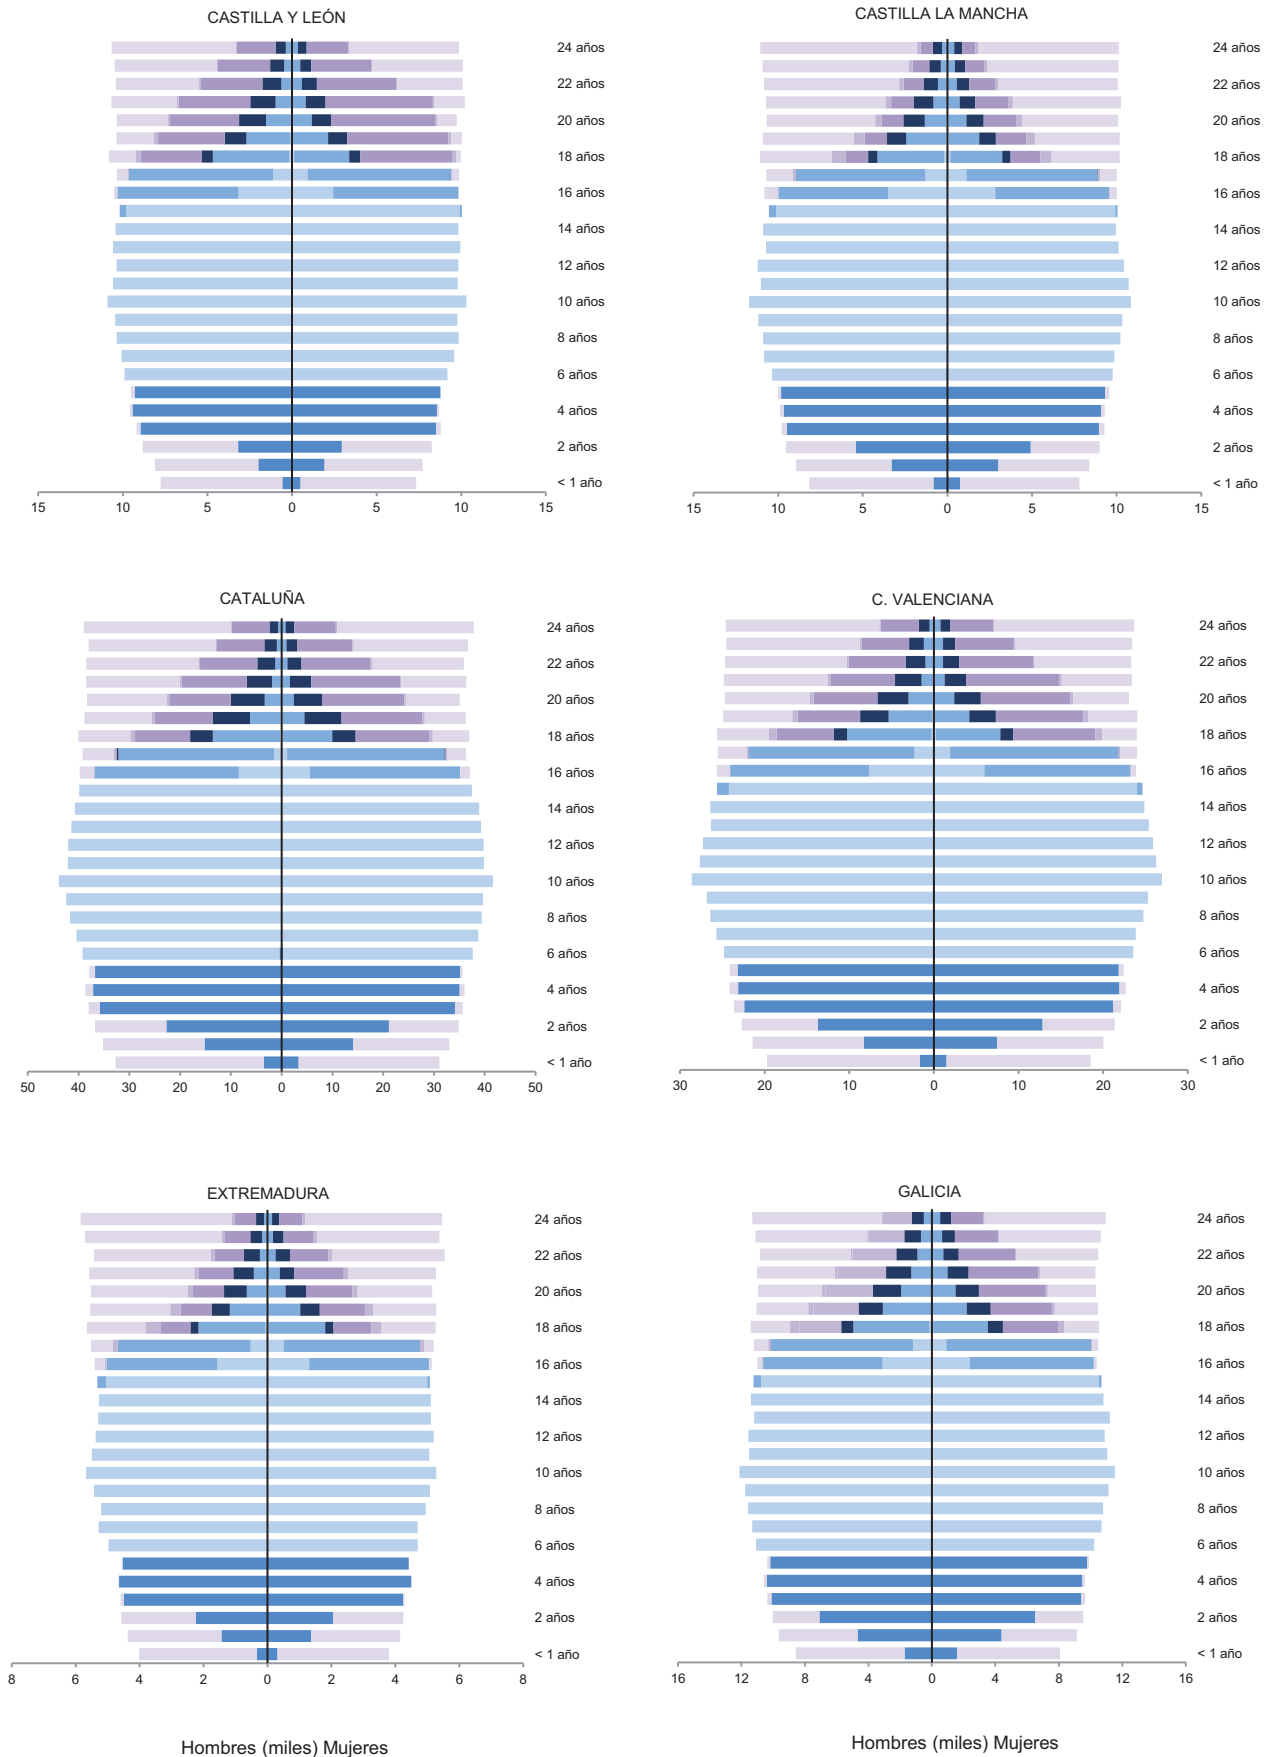 CASTILLA Y LEÓN
24 años
22 años
20 años
18 años
16 años
14 años
12 años
10 años
8 años
6 años
4 años
2 años
< 1 año
15 10 5 0 5 10 15
CASTILLA LA MANCHA
24 años
22 años
20 años
18 años
16 años
14 años
12 años
10 años
8 años
6 años
4 años
2 años
< 1 año
15 10 5 0 5 10 15
CATALUÑA
24 años
22 años
20 años
18 años
16 años
14 años
12 años
10 años
8 años
6 años
4 años
2 años
< 1 año
50 40 30 20 10 0 10 20 30 40 50
C. VALENCIANA
24 años
22 años
20 años
18 años
16 años
14 años
12 años
10 años
8 años
6 años
4 años
2 años
< 1 año
30 20 10 0 10 20 30
EXTREMADURA
24 años
22 años
20 años
18 años
16 años
14 años
12 años
10 años
8 años
6 años
4 años
2 años
< 1 año
8 6 4 2 0 2 4 6 8
Hombres (miles) Mujeres
GALICIA
24 años
22 años
20 años
18 años
16 años
14 años
12 años
10 años
8 años
6 años
4 años
2 años
< 1 año
16 12 8 4 0 4 8 12 16
Hombres (miles) Mujeres